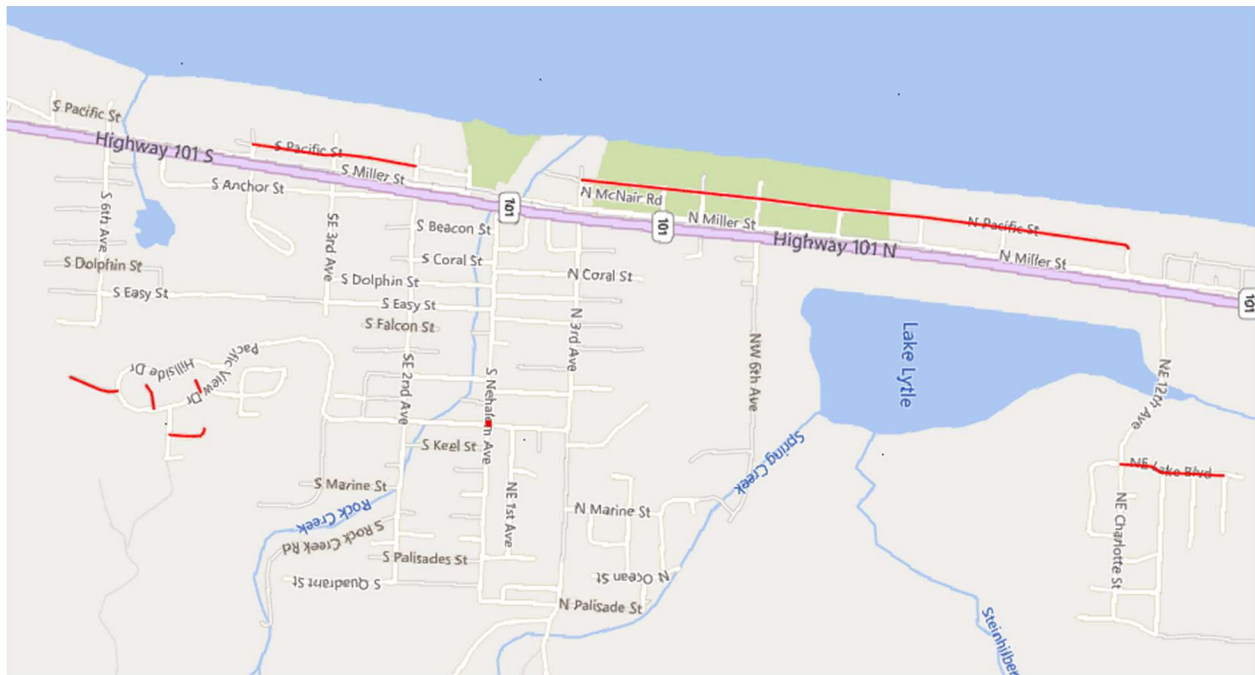 S Pacific St
Highway 101 S
S Pacific St
S Miller St
S Anchor St
N McNair Rd
101
101
N Miller St
N Pacific St
Highway 101 N
N Miller St
101
S 6th Ave
SE 3rd Ave
S Beacon St
S Coral St
N Coral St
S Dolphin St
S Dolphin St
S Easy St
S Easy St
S Falcon St
N 3rd Ave
NW 6th Ave
Lake Lytle
NE 12th Ave
Pacific View Dr
Hillside Dr
SE 2nd Ave
S Nehalem Ave
S Keel St
Spring Creek
NE Lake Blvd
S Marine St
Rock Creek
NE 1st Ave
N Marine St
NE Charlotte St
S Rock Creek Rd
S Palisades St
N Ocean St
S Quadrant St
N Palisade St
Steinhilber